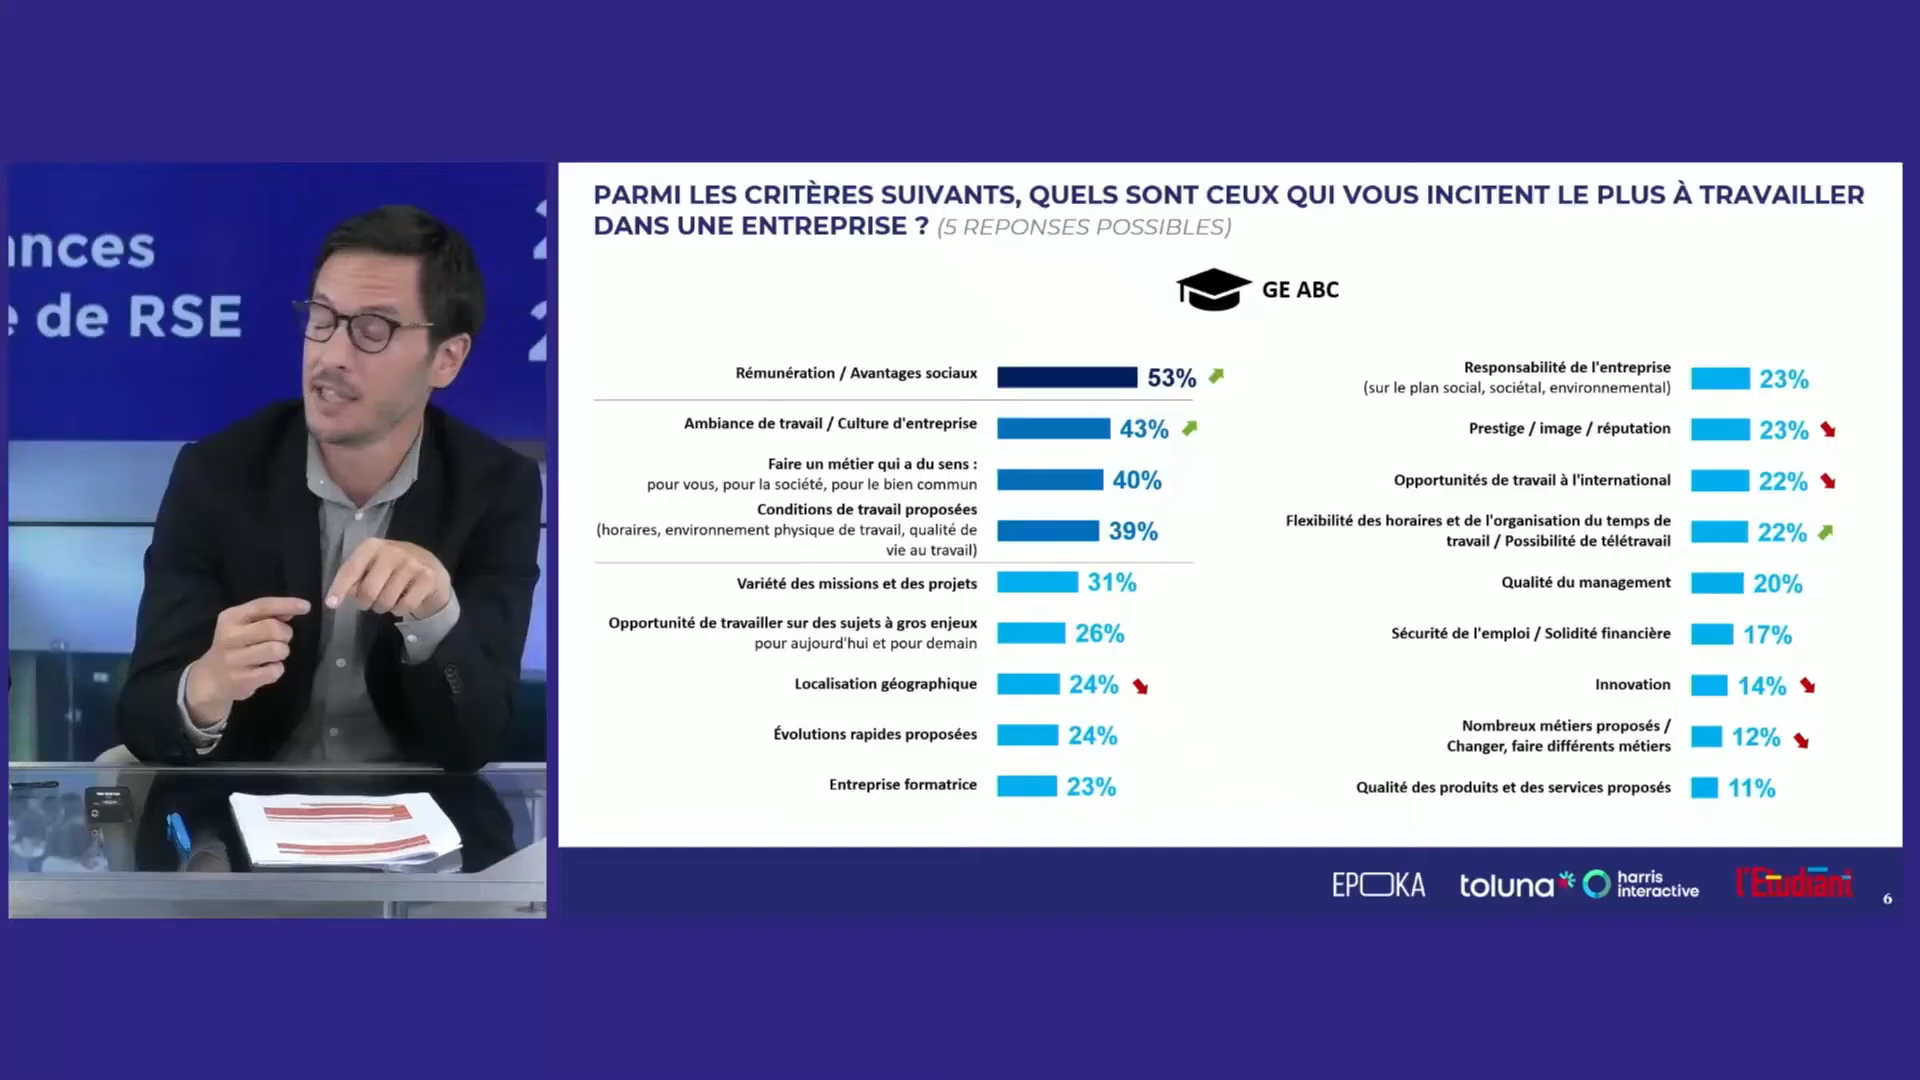 nces
de RSE
PARMI LES CRITÈRES SUIVANTS, QUELS SONT CEUX QUI VOUS INCITENT LE PLUS À TRAVAILLER
DANS UNE ENTREPRISE ? (5 REPONSES POSSIBLES)
GE ABC
Rémunération / Avantages sociaux 53%
Ambiance de travail / Culture d'entreprise 43%
Faire un métier qui a du sens :
pour vous, pour la société, pour le bien commun 40%
Conditions de travail proposées
(horaires, environnement physique de travail, qualité de 39%
vie au travail)
Variété des missions et des projets 31%
Opportunité de travailler sur des sujets à gros enjeux 26%
pour aujourd'hui et pour demain
Localisation géographique 24%
Évolutions rapides proposées 24%
Entreprise formatrice 23%
Responsabilité de l'entreprise 23%
(sur le plan social, sociétal, environnemental)
Prestige / image / réputation 23%
Opportunités de travail à l'international 22%
Flexibilité des horaires et de l'organisation du temps de 22%
travail / Possibilité de télétravail
Qualité du management 20%
Sécurité de l'emploi / Solidité financière 17%
Innovation 14%
Nombreux métiers proposés / 12%
Changer, faire différents métiers
Qualité des produits et des services proposés 11%
EPOKA
toluna
harris
interactive
l'Etudiant
6